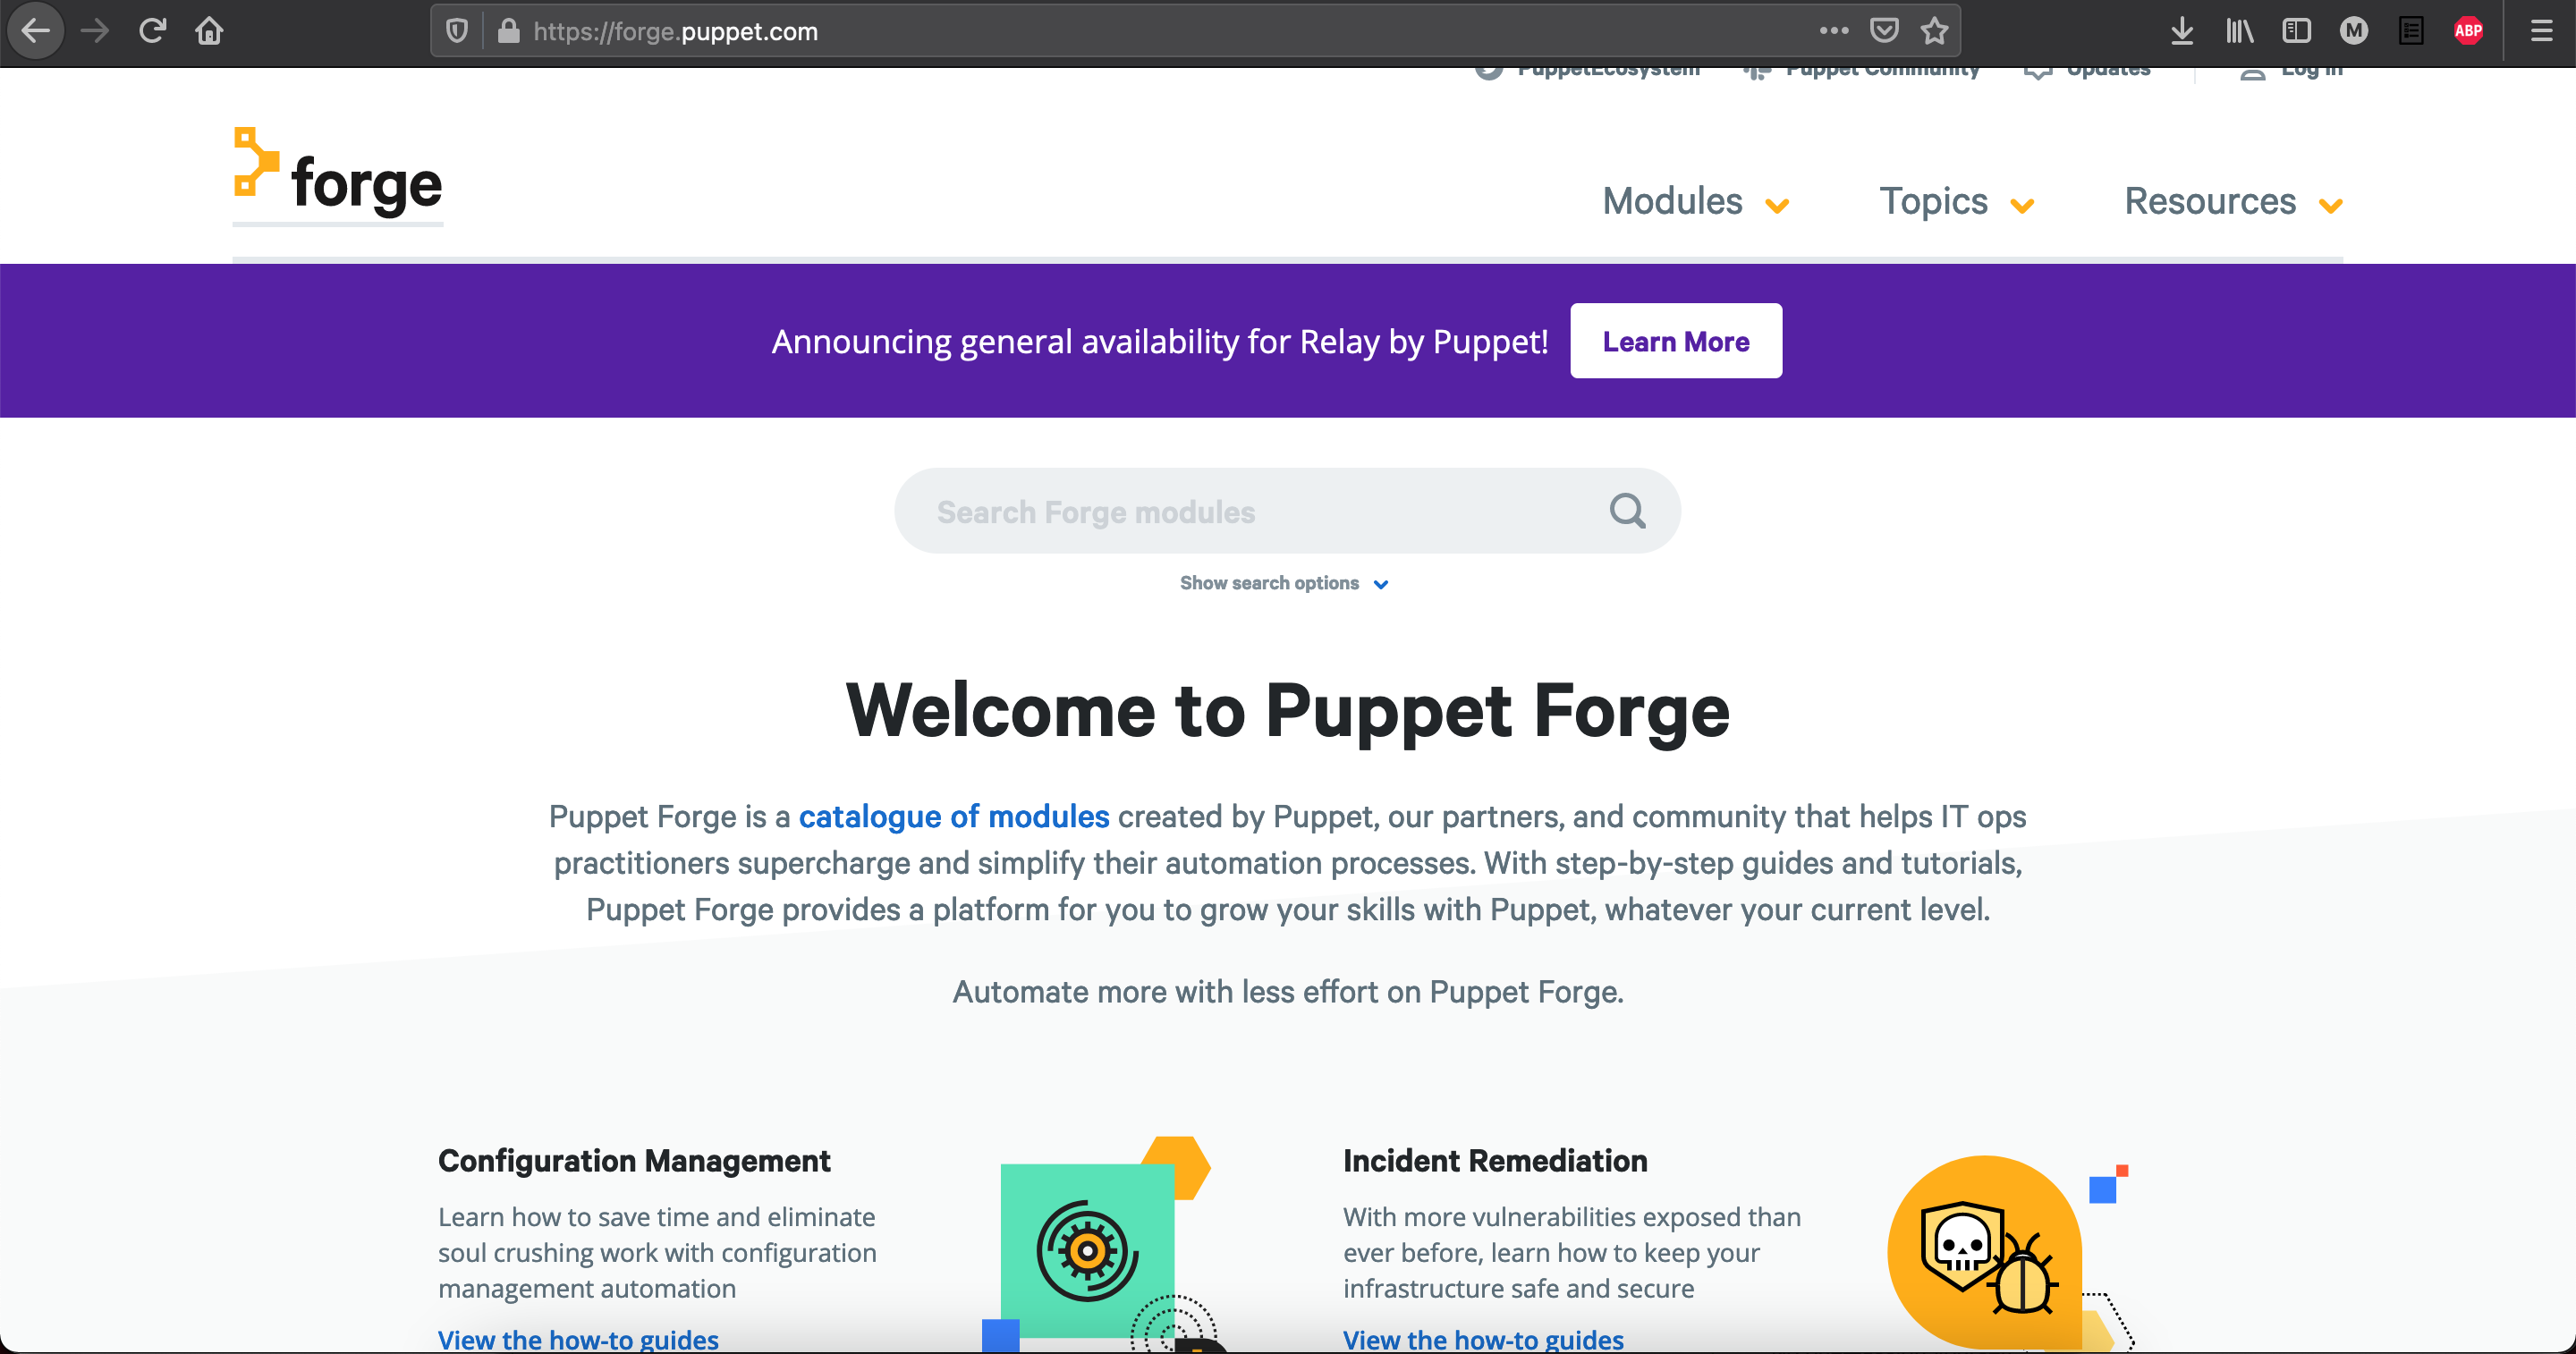 https://forge.puppet.com
M
ABP
PuppetEcosystem Puppet Community Updates Log in
forge
Modules Topics Resources
Announcing general availability for Relay by Puppet! Learn More
Search Forge modules
Show search options
Welcome to Puppet Forge
Puppet Forge is a catalogue of modules created by Puppet, our partners, and community that helps IT ops
practitioners supercharge and simplify their automation processes. With step-by-step guides and tutorials,
Puppet Forge provides a platform for you to grow your skills with Puppet, whatever your current level.
Automate more with less effort on Puppet Forge.
Configuration Management
Learn how to save time and eliminate
soul crushing work with configuration
management automation
View the how-to guides
Incident Remediation
With more vulnerabilities exposed than
ever before, learn how to keep your
infrastructure safe and secure
View the how-to guides